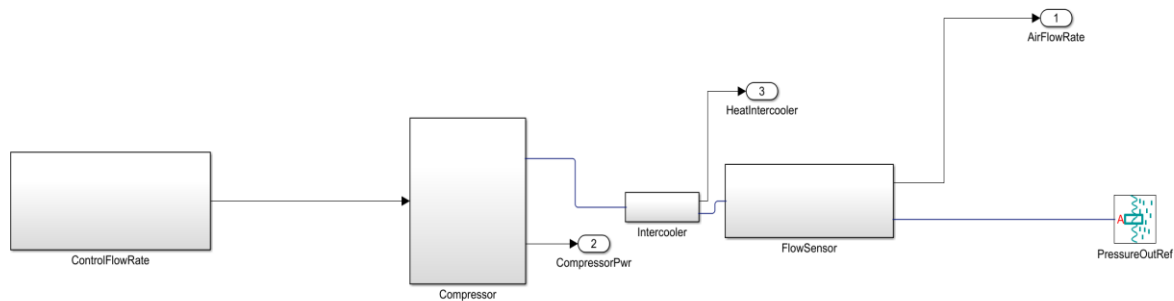 1
AirFlowRate
3
HeatIntercooler
A
PressureOutRef
Intercooler
FlowSensor
ControlFlowRate
2
CompressorPwr
Compressor